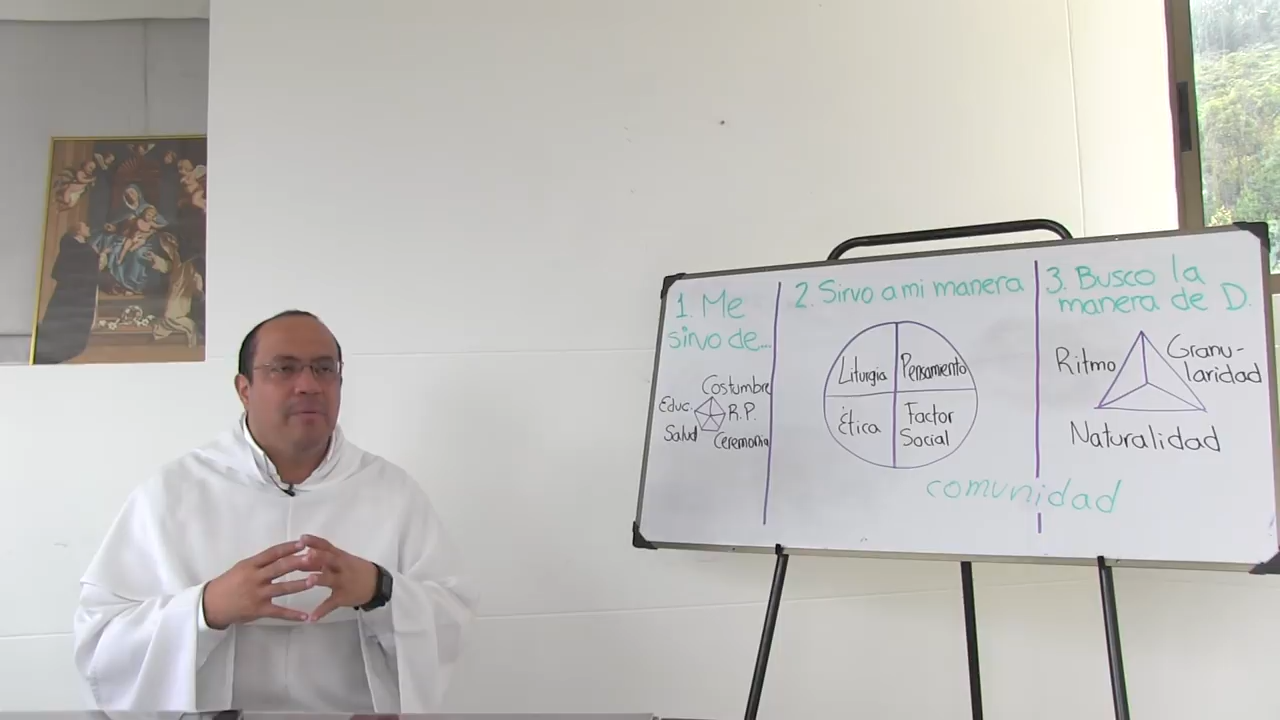 1. Me
sirvo de...
Costumbre
Educ.
R.P.
Salud
Ceremonia
2. Sirvo a mi manera
Liturgia
Pensamiento
Ética
Factor
Social
comunidad
3. Busco la
manera de D.
Ritmo
Granu-
laridad
Naturalidad